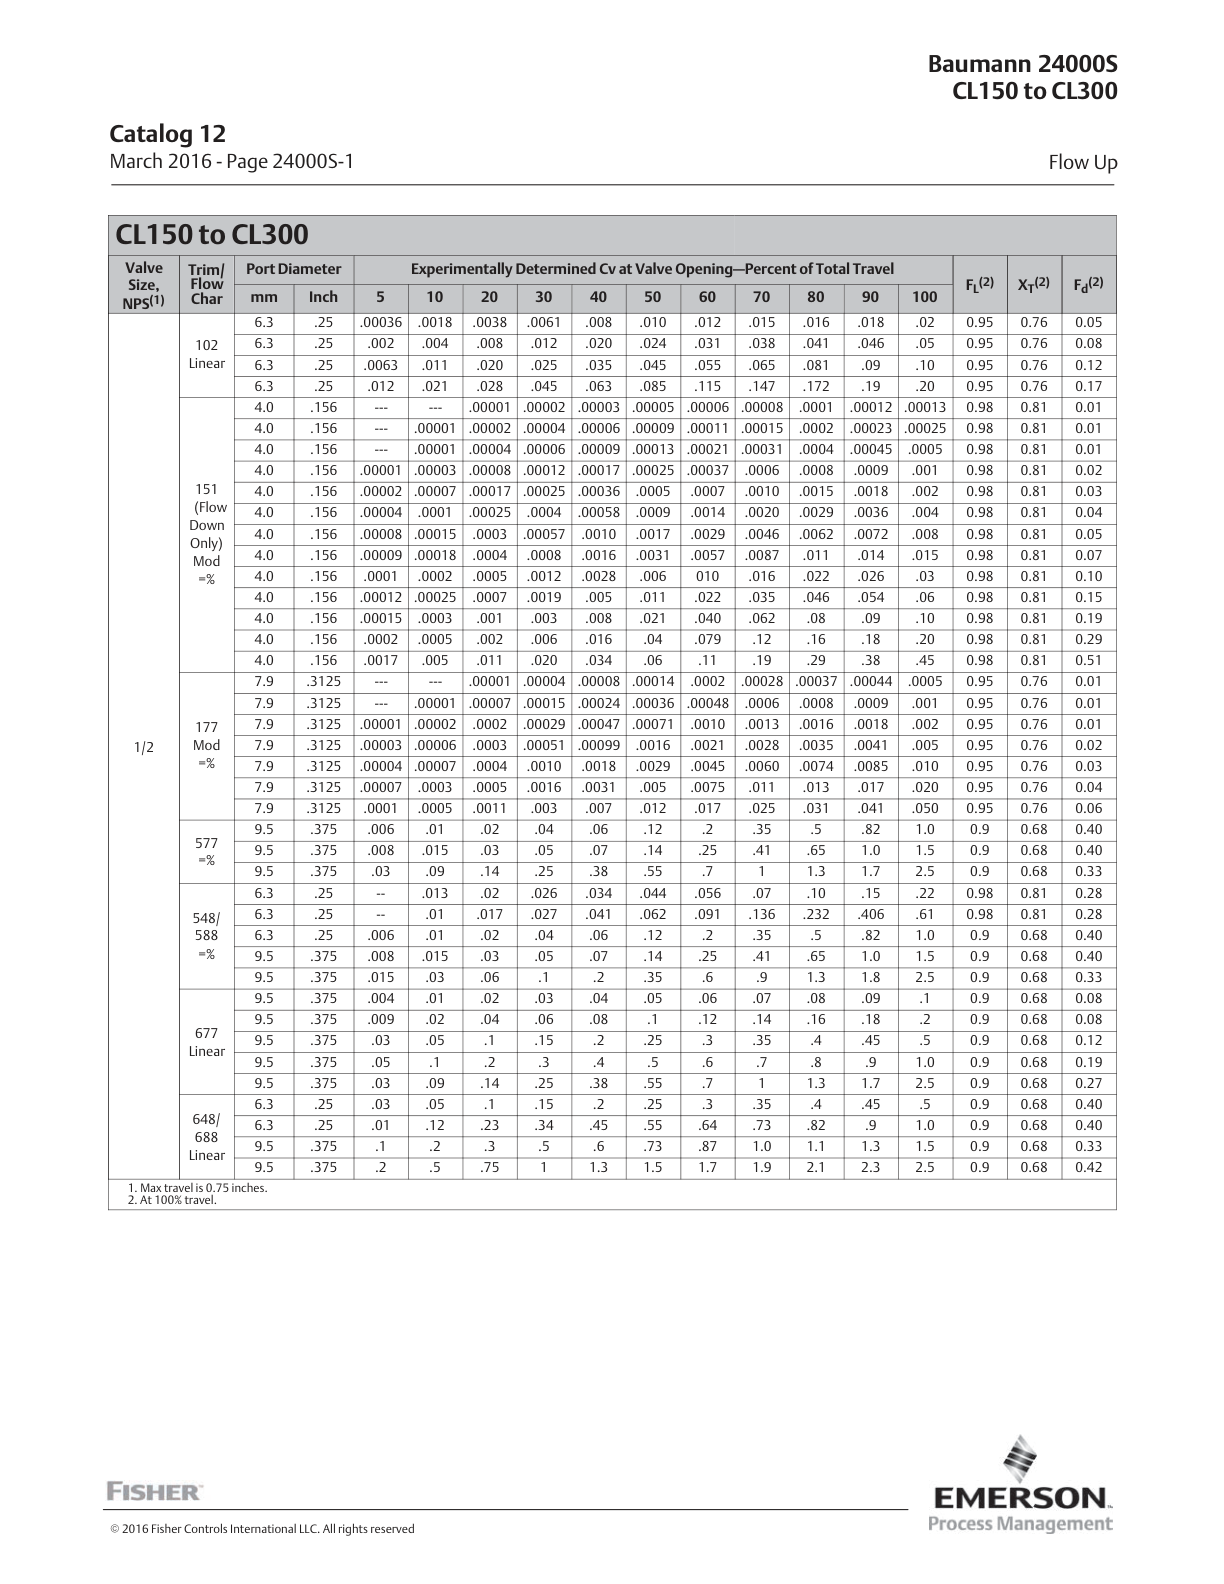 Baumann 24000S
CL150 to CL300
Catalog 12
March 2016 - Page 24000S-1
Flow Up
CL150 to CL300
Valve Size, NPS(1) Trim/ Flow Char Port Diameter Experimentally Determined Cv at Valve Opening—Percent of Total Travel FL(2) XT(2) Fd(2)
mm Inch 5 10 20 30 40 50 60 70 80 90 100
1/2
102 Linear
6.3 .25 .00036 .0018 .0038 .0061 .008 .010 .012 .015 .016 .018 .02 0.95 0.76 0.05
6.3 .25 .002 .004 .008 .012 .020 .024 .031 .038 .041 .046 .05 0.95 0.76 0.08
6.3 .25 .0063 .011 .020 .025 .035 .045 .055 .065 .081 .09 .10 0.95 0.76 0.12
6.3 .25 .012 .021 .028 .045 .063 .085 .115 .147 .172 .19 .20 0.95 0.76 0.17
151 (Flow Down Only) Mod =%
4.0 .156 --- --- .00001 .00002 .00003 .00005 .00006 .00008 .0001 .00012 .00013 0.98 0.81 0.01
4.0 .156 --- .00001 .00002 .00004 .00006 .00009 .00011 .00015 .0002 .00023 .00025 0.98 0.81 0.01
4.0 .156 --- .00001 .00004 .00006 .00009 .00013 .00021 .00031 .0004 .00045 .0005 0.98 0.81 0.01
4.0 .156 .00001 .00003 .00008 .00012 .00017 .00025 .00037 .0006 .0008 .0009 .001 0.98 0.81 0.02
4.0 .156 .00002 .00007 .00017 .00025 .00036 .0005 .0007 .0010 .0015 .0018 .002 0.98 0.81 0.03
4.0 .156 .00004 .0001 .00025 .0004 .00058 .0009 .0014 .0020 .0029 .0036 .004 0.98 0.81 0.04
4.0 .156 .00008 .00015 .0003 .00057 .0010 .0017 .0029 .0046 .0062 .0072 .008 0.98 0.81 0.05
4.0 .156 .00009 .00018 .0004 .0008 .0016 .0031 .0057 .0087 .011 .014 .015 0.98 0.81 0.07
4.0 .156 .0001 .0002 .0005 .0012 .0028 .006 010 .016 .022 .026 .03 0.98 0.81 0.10
4.0 .156 .00012 .00025 .0007 .0019 .005 .011 .022 .035 .046 .054 .06 0.98 0.81 0.15
4.0 .156 .00015 .0003 .001 .003 .008 .021 .040 .062 .08 .09 .10 0.98 0.81 0.19
4.0 .156 .0002 .0005 .002 .006 .016 .04 .079 .12 .16 .18 .20 0.98 0.81 0.29
4.0 .156 .0017 .005 .011 .020 .034 .06 .11 .19 .29 .38 .45 0.98 0.81 0.51
177 Mod =%
7.9 .3125 --- --- .00001 .00004 .00008 .00014 .0002 .00028 .00037 .00044 .0005 0.95 0.76 0.01
7.9 .3125 --- .00001 .00007 .00015 .00024 .00036 .00048 .0006 .0008 .0009 .001 0.95 0.76 0.01
7.9 .3125 .00001 .00002 .0002 .00029 .00047 .00071 .0010 .0013 .0016 .0018 .002 0.95 0.76 0.01
7.9 .3125 .00003 .00006 .0003 .00051 .00099 .0016 .0021 .0028 .0035 .0041 .005 0.95 0.76 0.02
7.9 .3125 .00004 .00007 .0004 .0010 .0018 .0029 .0045 .0060 .0074 .0085 .010 0.95 0.76 0.03
7.9 .3125 .00007 .0003 .0005 .0016 .0031 .005 .0075 .011 .013 .017 .020 0.95 0.76 0.04
7.9 .3125 .0001 .0005 .0011 .003 .007 .012 .017 .025 .031 .041 .050 0.95 0.76 0.06
577 =%
9.5 .375 .006 .01 .02 .04 .06 .12 .2 .35 .5 .82 1.0 0.9 0.68 0.40
9.5 .375 .008 .015 .03 .05 .07 .14 .25 .41 .65 1.0 1.5 0.9 0.68 0.40
9.5 .375 .03 .09 .14 .25 .38 .55 .7 1 1.3 1.7 2.5 0.9 0.68 0.33
548/ 588 =%
6.3 .25 -- .013 .02 .026 .034 .044 .056 .07 .10 .15 .22 0.98 0.81 0.28
6.3 .25 -- .01 .017 .027 .041 .062 .091 .136 .232 .406 .61 0.98 0.81 0.28
6.3 .25 .006 .01 .02 .04 .06 .12 .2 .35 .5 .82 1.0 0.9 0.68 0.40
9.5 .375 .008 .015 .03 .05 .07 .14 .25 .41 .65 1.0 1.5 0.9 0.68 0.40
9.5 .375 .015 .03 .06 .1 .2 .35 .6 .9 1.3 1.8 2.5 0.9 0.68 0.33
677 Linear
9.5 .375 .004 .01 .02 .03 .04 .05 .06 .07 .08 .09 .1 0.9 0.68 0.08
9.5 .375 .009 .02 .04 .06 .08 .1 .12 .14 .16 .18 .2 0.9 0.68 0.08
9.5 .375 .03 .05 .1 .15 .2 .25 .3 .35 .4 .45 .5 0.9 0.68 0.12
9.5 .375 .05 .1 .2 .3 .4 .5 .6 .7 .8 .9 1.0 0.9 0.68 0.19
9.5 .375 .03 .09 .14 .25 .38 .55 .7 1 1.3 1.7 2.5 0.9 0.68 0.27
648/ 688 Linear
6.3 .25 .03 .05 .1 .15 .2 .25 .3 .35 .4 .45 .5 0.9 0.68 0.40
6.3 .25 .01 .12 .23 .34 .45 .55 .64 .73 .82 .9 1.0 0.9 0.68 0.40
9.5 .375 .1 .2 .3 .5 .6 .73 .87 1.0 1.1 1.3 1.5 0.9 0.68 0.33
9.5 .375 .2 .5 .75 1 1.3 1.5 1.7 1.9 2.1 2.3 2.5 0.9 0.68 0.42
1. Max travel is 0.75 inches.
2. At 100% travel.
FISHER™
EMERSON™
Process Management
© 2016 Fisher Controls International LLC. All rights reserved